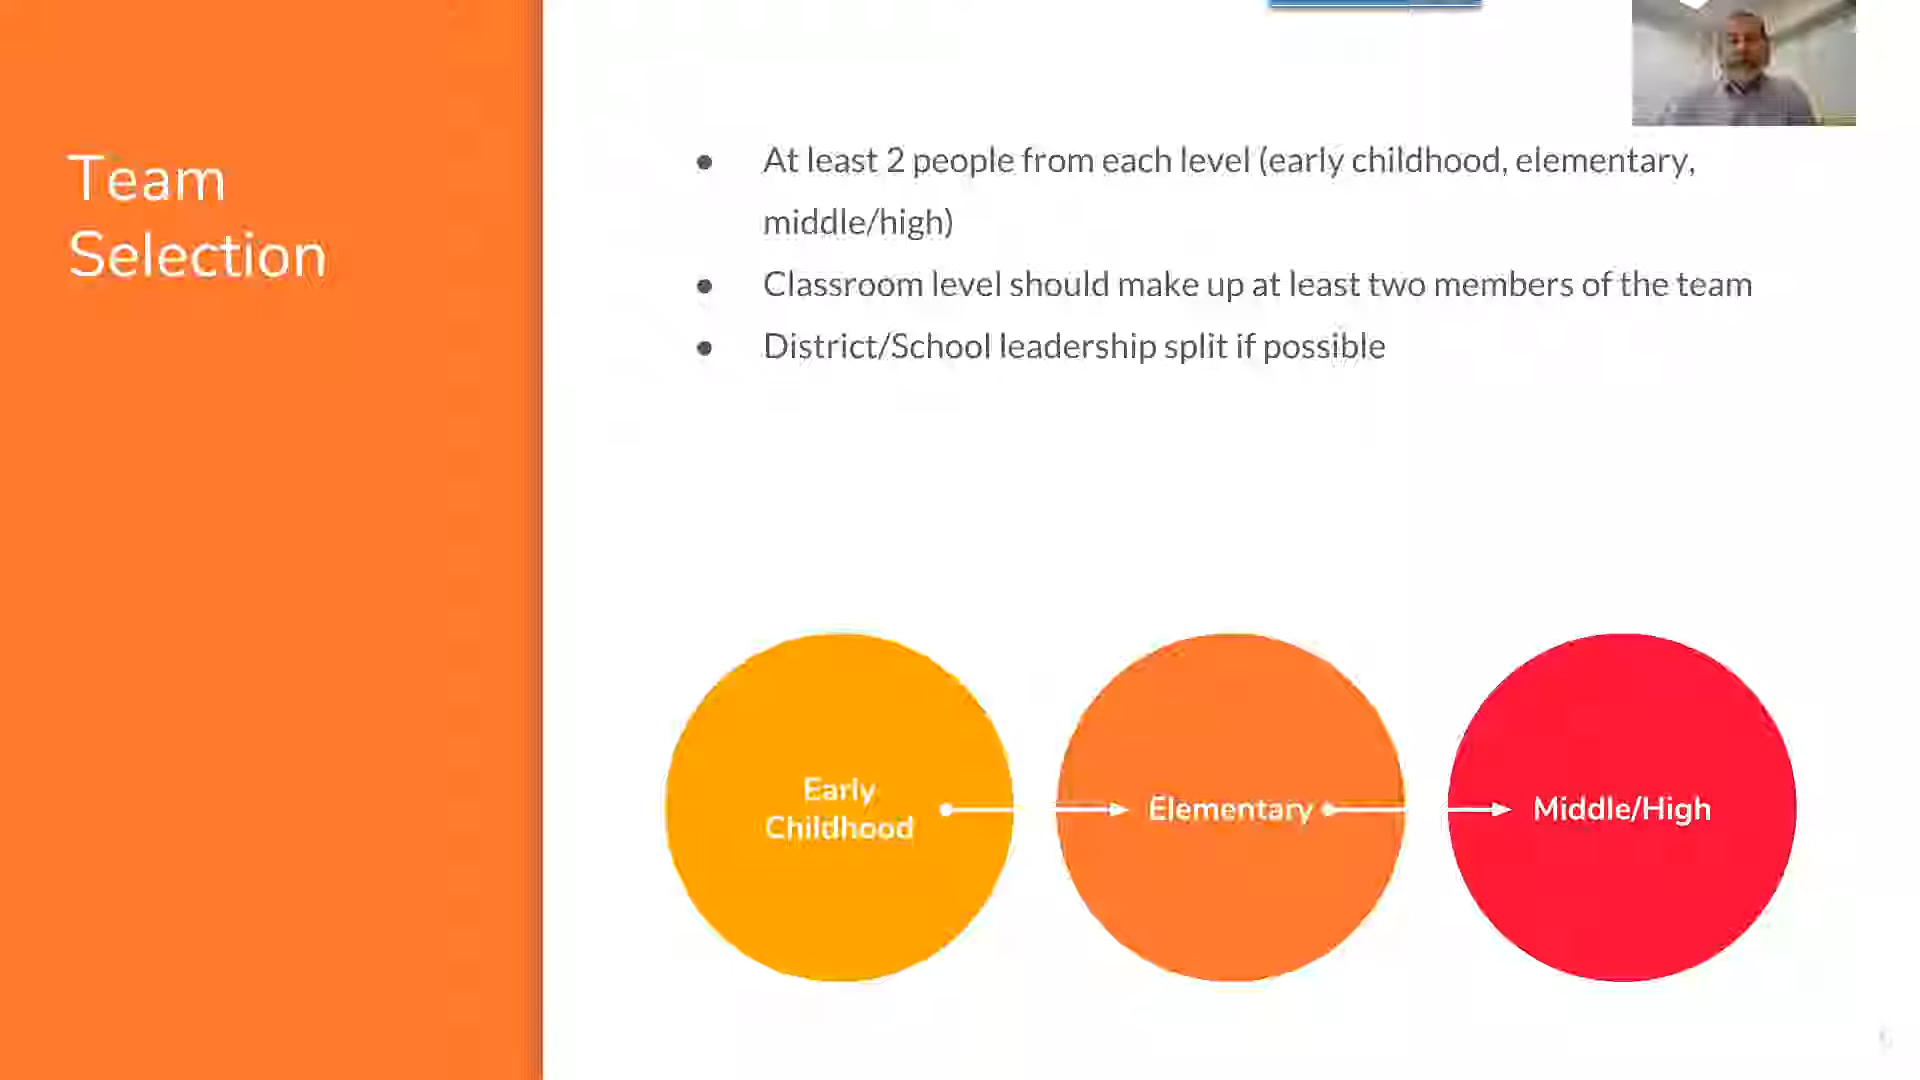 Team
Selection
● At least 2 people from each level (early childhood, elementary,
middle/high)
● Classroom level should make up at least two members of the team
● District/School leadership split if possible
Early
Childhood
Elementary
Middle/High